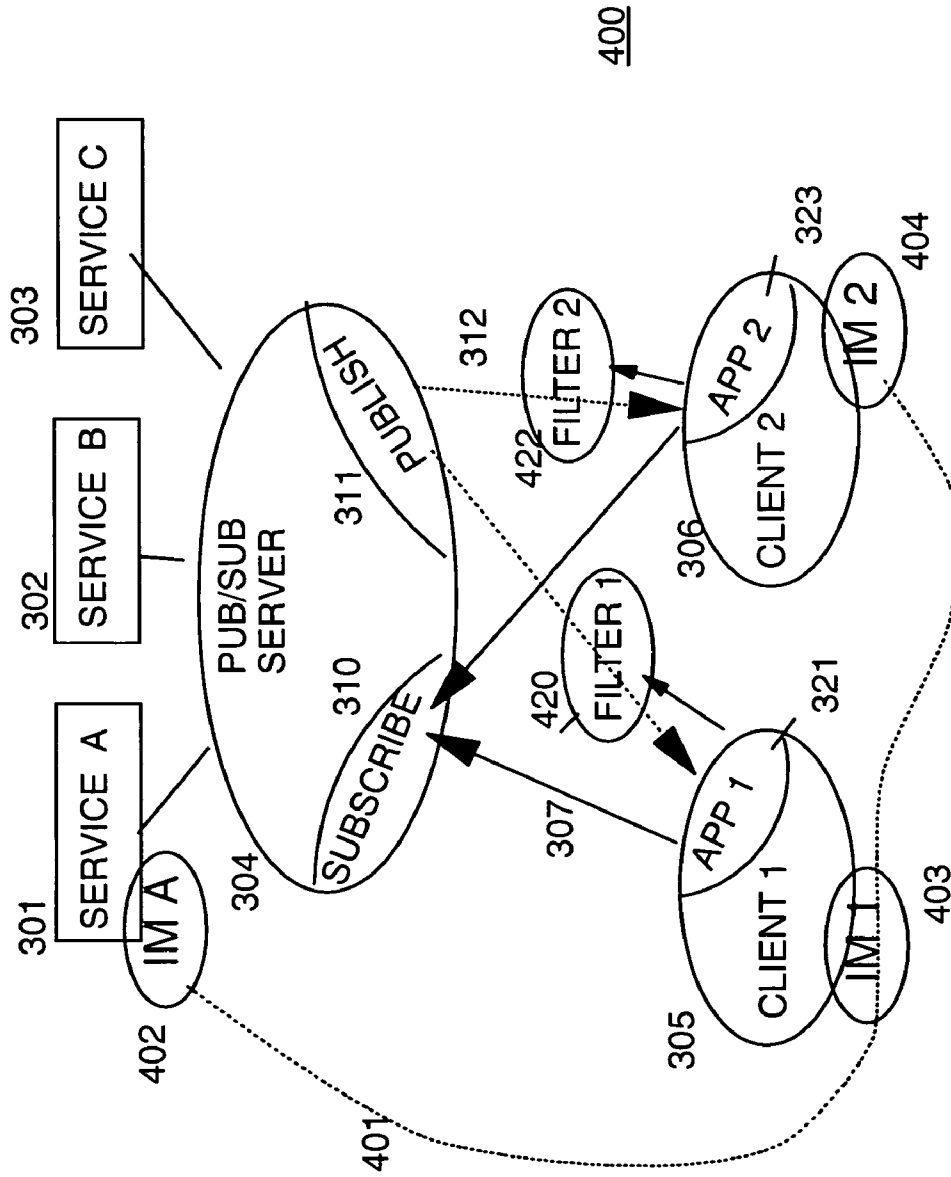 301
SERVICE A
302
SERVICE B
303
SERVICE C
IM A
402
304
PUB/SUB
SERVER
SUBSCRIBE
310
311
PUBLISH
312
400
401
307
420
FILTER 1
422
FILTER 2
305
CLIENT 1
APP 1
321
306
CLIENT 2
APP 2
323
IM 1
403
IM 2
404